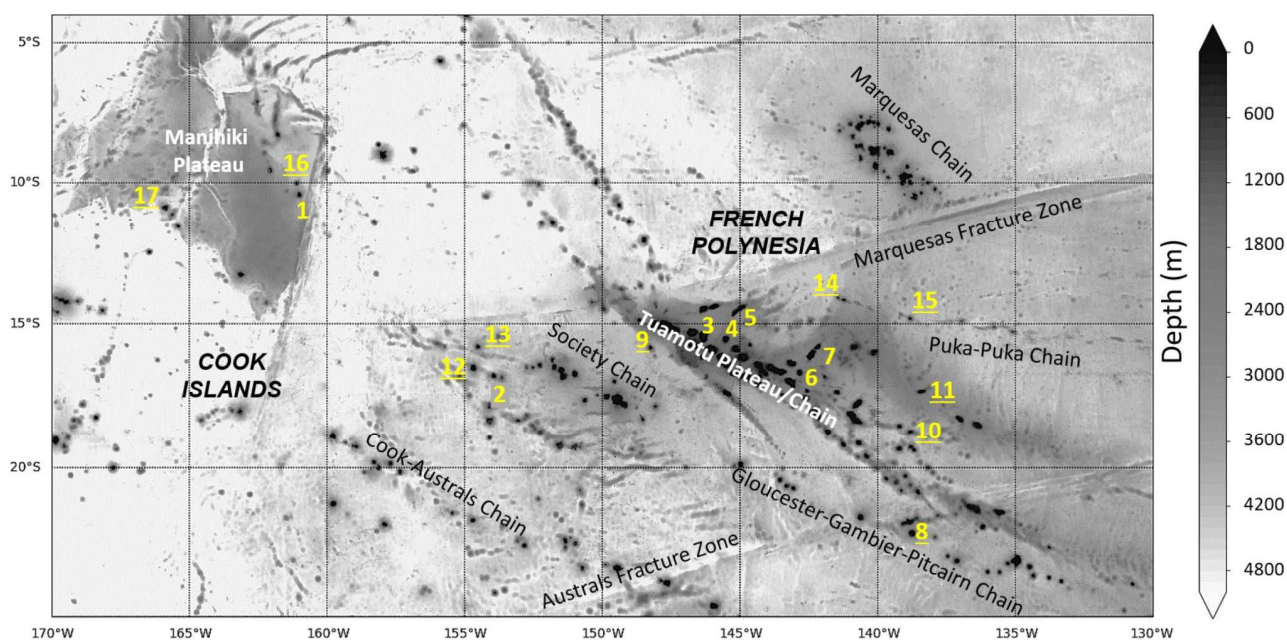 5°S
10°S
15°S
20°S
170°W
165°W
160°W
155°W
150°W
145°W
140°W
135°W
130°W
Manihiki
Plateau
16
17
1
COOK
ISLANDS
FRENCH
POLYNESIA
Marquesas Chain
Marquesas Fracture Zone
14
15
3
4
5
9
Tuamotu Plateau/Chain
7
6
Puka-Puka Chain
11
10
13
12
2
Society Chain
Cook-Australs Chain
Australs Fracture Zone
Gloucester-Gambier-Pitcairn Chain
8
Depth (m)
0
600
1200
1800
2400
3000
3600
4200
4800